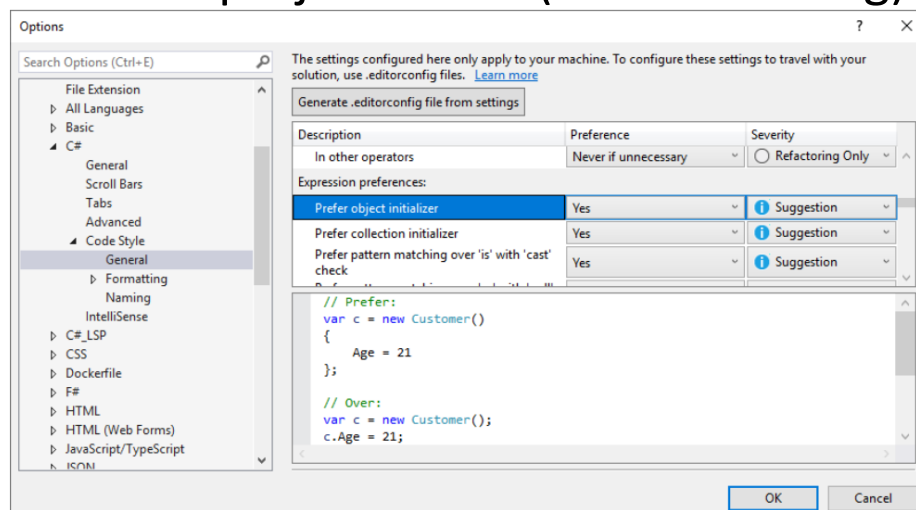 Options
?
Search Options (Ctrl+E)
File Extension
All Languages
Basic
C#
General
Scroll Bars
Tabs
Advanced
Code Style
General
Formatting
Naming
IntelliSense
C#_LSP
CSS
Dockerfile
F#
HTML
HTML (Web Forms)
JavaScript/TypeScript
JSON
The settings configured here only apply to your machine. To configure these settings to travel with your
solution, use .editorconfig files. Learn more
Generate .editorconfig file from settings
Description Preference Severity
In other operators Never if unnecessary Refactoring Only
Expression preferences:
Prefer object initializer Yes Suggestion
Prefer collection initializer Yes Suggestion
Prefer pattern matching over 'is' with 'cast'
check Yes Suggestion
// Prefer:
var c = new Customer()
{
Age = 21
};
// Over:
var c = new Customer();
c.Age = 21;
OK Cancel